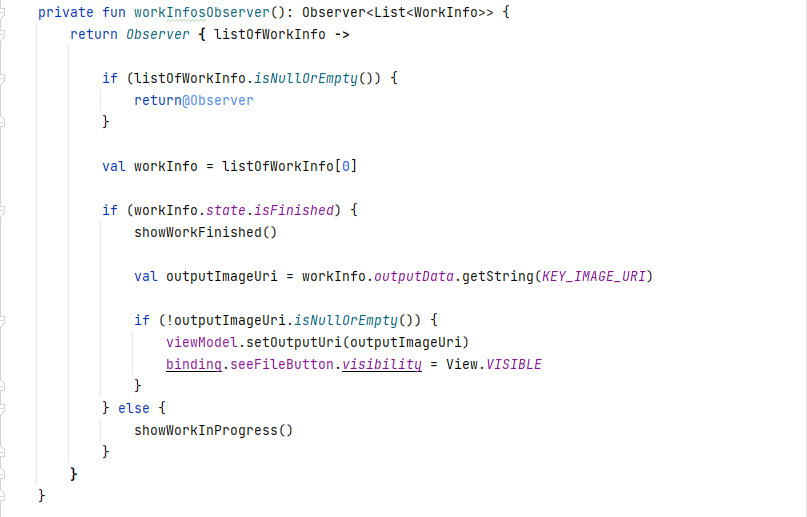 private fun workInfosObserver(): Observer<List<WorkInfo>> {
    return Observer { listOfWorkInfo ->
        if (listOfWorkInfo.isNullOrEmpty()) {
            return@Observer
        }
        val workInfo = listOfWorkInfo[0]
        if (workInfo.state.isFinished) {
            showWorkFinished()
            val outputImageUri = workInfo.outputData.getString(KEY_IMAGE_URI)
            if (!outputImageUri.isNullOrEmpty()) {
                viewModel.setOutputUri(outputImageUri)
                binding.seeFileButton.visibility = View.VISIBLE
            }
        } else {
            showWorkInProgress()
        }
    }
}